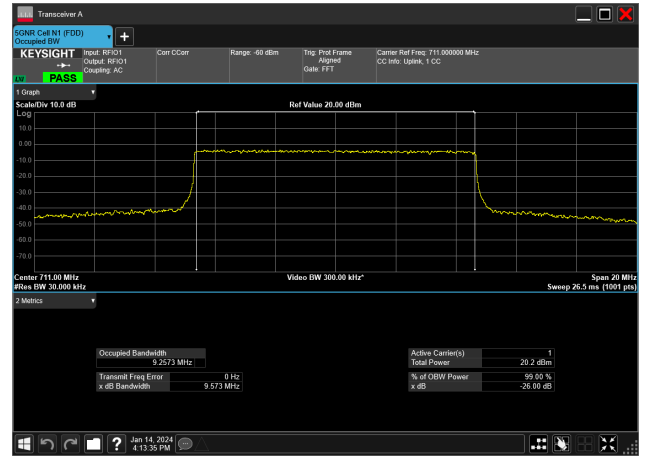 Transceiver A
5GNR Cell N1 (FDD)
Occupied BW
KEYSIGHT Input: RFIO1 Corr CCorr Range: -60 dBm Trig: Prot Frame Carrier Ref Freq: 711.000000 MHz
Output: RFIO1 Aligned CC Info: Uplink, 1 CC
Coupling: AC Gate: FFT
PASS
1 Graph
Scale/Div 10.0 dB Ref Value 20.00 dBm
Log
10.0
0.00
-10.0
-20.0
-30.0
-40.0
-50.0
-60.0
-70.0
Center 711.00 MHz Video BW 300.00 kHz* Span 20 MHz
#Res BW 30.000 kHz Sweep 26.5 ms (1001 pts)
2 Metrics
Occupied Bandwidth Active Carrier(s) 1
9.2573 MHz Total Power 20.2 dBm
Transmit Freq Error 0 Hz % of OBW Power 99.00 %
x dB Bandwidth 9.573 MHz x dB -26.00 dB
Jan 14, 2024
4:13:35 PM